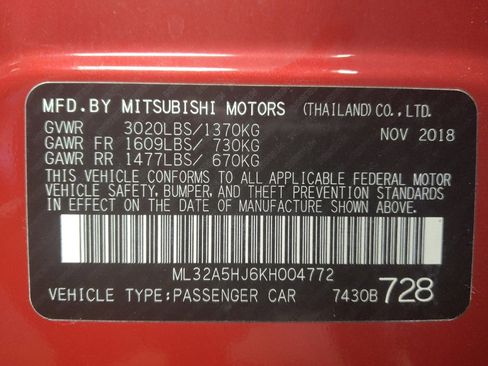 MFD.BY MITSUBISHI MOTORS (THAILAND) CO., LTD.
GVWR 3020LBS/1370KG NOV 2018
GAWR FR 1609LBS/ 730KG
GAWR RR 1477LBS/ 670KG
THIS VEHICLE CONFORMS TO ALL APPLICABLE FEDERAL MOTOR
VEHICLE SAFETY, BUMPER, AND THEFT PREVENTION STANDARDS
IN EFFECT ON THE DATE OF MANUFACTURE SHOWN ABOVE.
ML32A5HJ6KH004772
VEHICLE TYPE:PASSENGER CAR 7430B 728